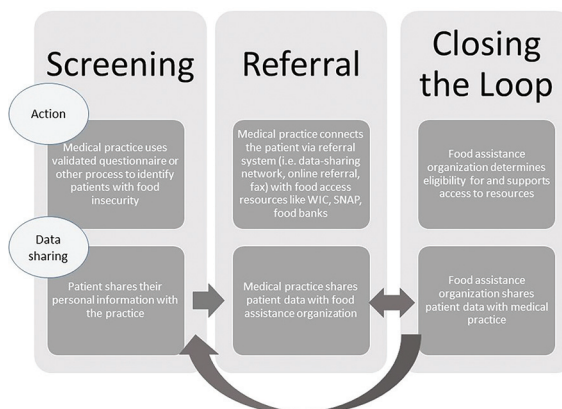 Screening
Referral
Closing
the Loop
Action
Medical practice uses
validated questionnaire or
other process to identify
patients with food
insecurity
Medical practice connects
the patient via referral
system (i.e. data-sharing
network, online referral,
fax) with food access
resources like WIC, SNAP,
food banks
Food assistance
organization determines
eligibility for and supports
access to resources
Data
sharing
Patient shares their
personal information with
the practice
Medical practice shares
patient data with food
assistance organization
Food assistance
organization shares
patient data with medical
practice